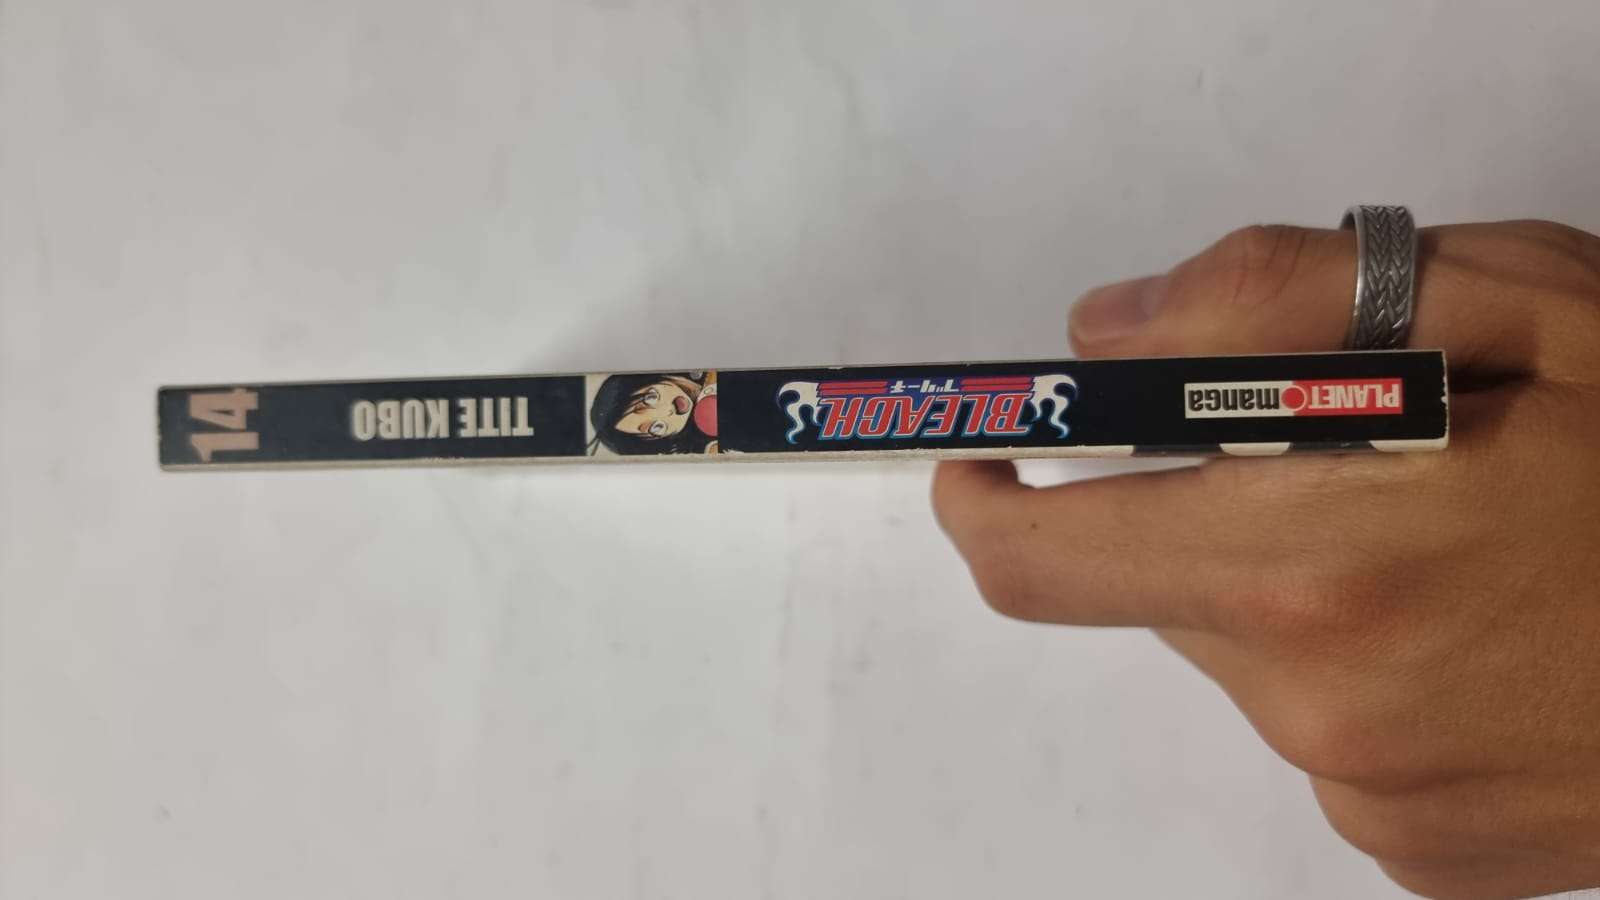 PLANET manga
BLEACH
ブリーチ
TITE KUBO
14